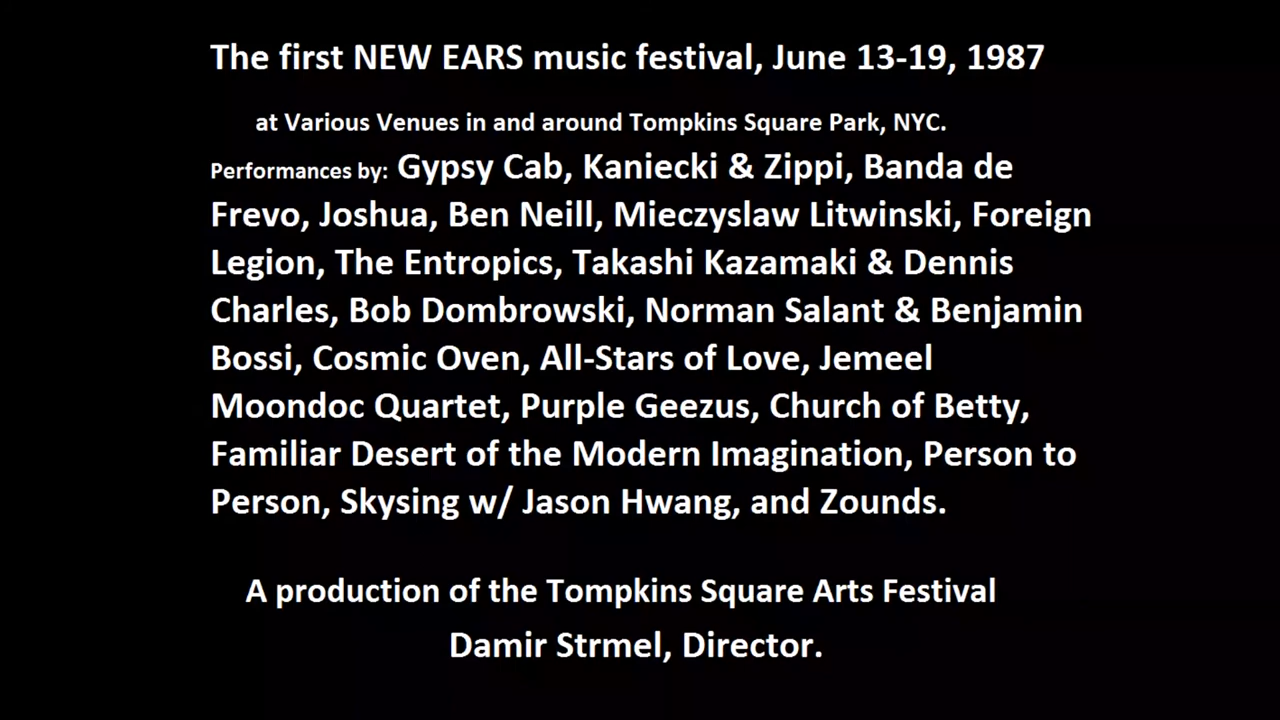 The first NEW EARS music festival, June 13-19, 1987
at Various Venues in and around Tompkins Square Park, NYC.
Performances by: Gypsy Cab, Kaniecki & Zippi, Banda de
Frevo, Joshua, Ben Neill, Mieczyslaw Litwinski, Foreign
Legion, The Entropics, Takashi Kazamaki & Dennis
Charles, Bob Dombrowski, Norman Salant & Benjamin
Bossi, Cosmic Oven, All-Stars of Love, Jemeel
Moondoc Quartet, Purple Geezus, Church of Betty,
Familiar Desert of the Modern Imagination, Person to
Person, Skysing w/ Jason Hwang, and Zounds.
A production of the Tompkins Square Arts Festival
Damir Strmel, Director.